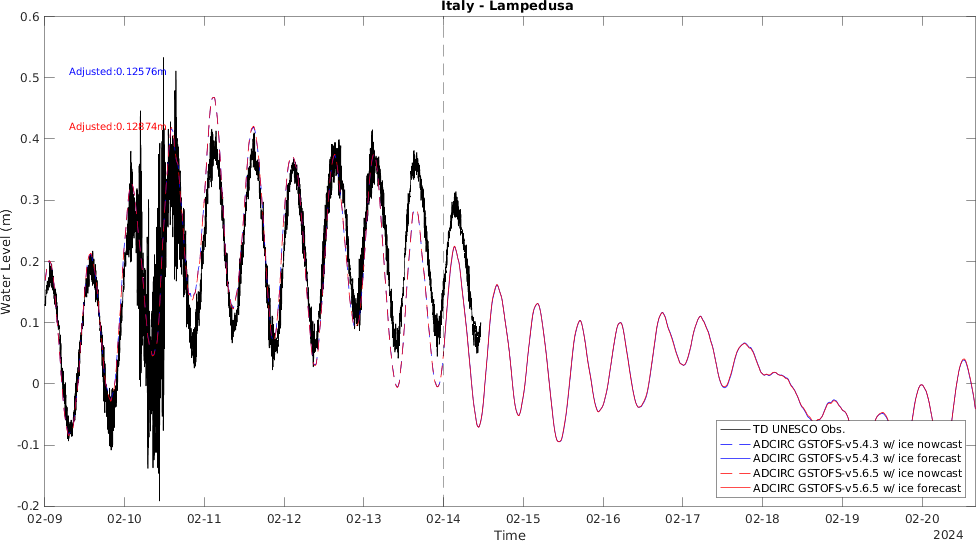 Italy - Lampedusa
0.6
0.5
0.4
0.3
0.2
0.1
0
-0.1
-0.2
Water Level (m)
Adjusted:0.12576m
Adjusted:0.12874m
TD UNESCO Obs.
ADCIRC GSTOFS-v5.4.3 w/ ice nowcast
ADCIRC GSTOFS-v5.4.3 w/ ice forecast
ADCIRC GSTOFS-v5.6.5 w/ ice nowcast
ADCIRC GSTOFS-v5.6.5 w/ ice forecast
02-09 02-10 02-11 02-12 02-13 02-14 02-15 02-16 02-17 02-18 02-19 02-20
Time
2024